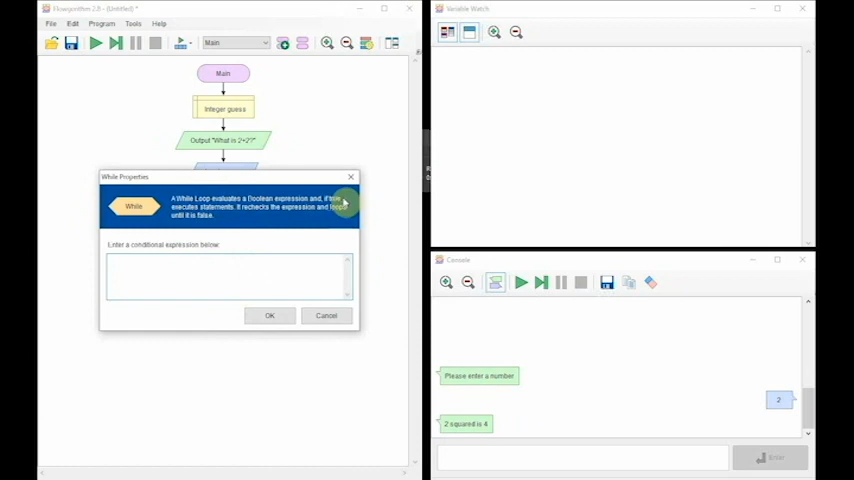 Flowgorithm 2.8 - (Untitled) *
Variable Watch
File Edit Program Tools Help
Main
Main
Integer guess
Output "What is 2+2?"
While Properties
While
A While Loop evaluates a Boolean expression and, if true,
executes statements. It rechecks the expression and loops
until it is false.
Enter a conditional expression below:
OK
Cancel
Console
Please enter a number
2
2 squared is 4
Enter